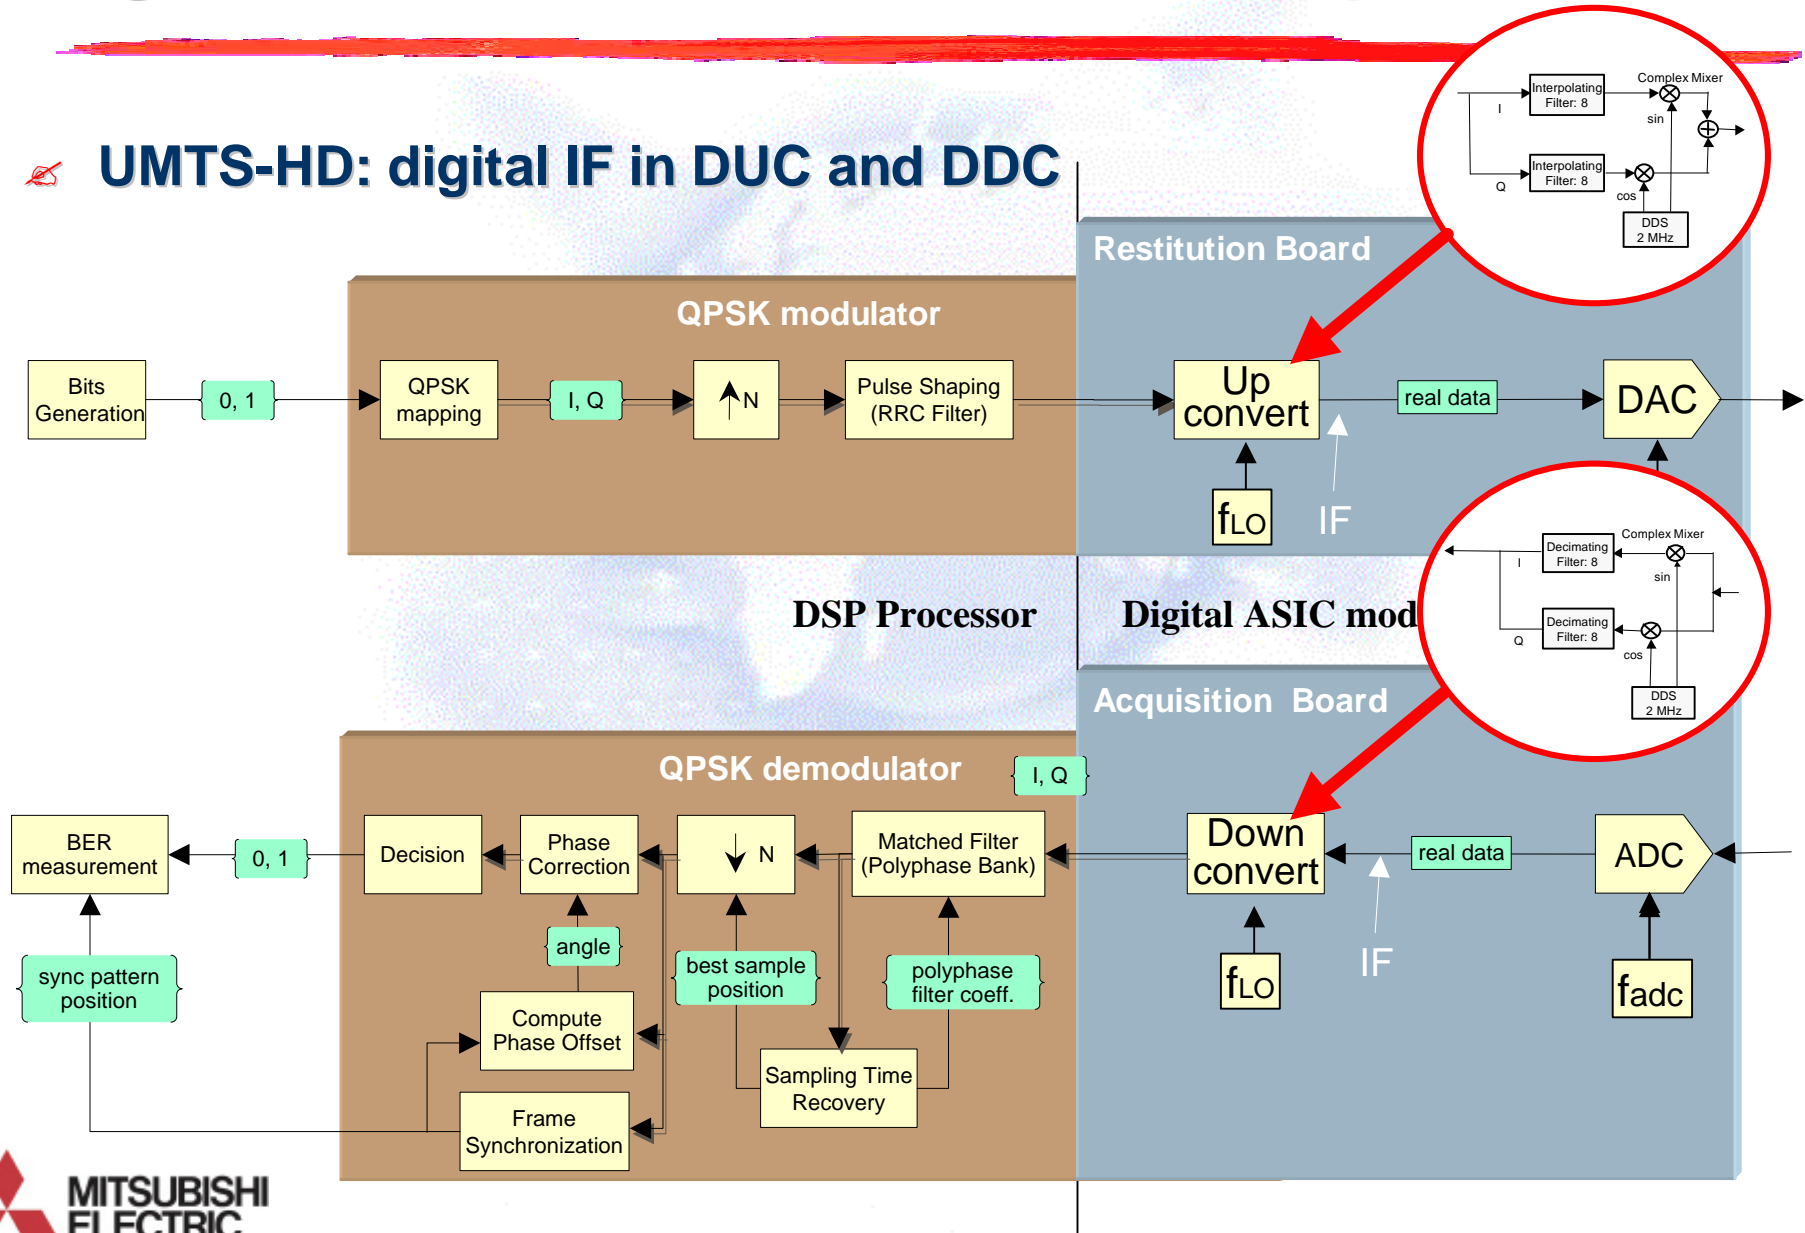 Complex Mixer
Interpolating
Filter: 8
I
sin
Interpolating
Filter: 8
Q
cos
DDS
2 MHz
UMTS-HD: digital IF in DUC and DDC
Restitution Board
QPSK modulator
Bits
Generation
0, 1
QPSK
mapping
I, Q
N
Pulse Shaping
(RRC Filter)
Up
convert
real data
DAC
fLO
IF
Complex Mixer
Decimating
Filter: 8
I
sin
Decimating
Filter: 8
Q
cos
DDS
2 MHz
DSP Processor
Digital ASIC mod
Acquisition Board
QPSK demodulator
I, Q
BER
measurement
0, 1
Decision
Phase
Correction
N
Matched Filter
(Polyphase Bank)
Down
convert
real data
ADC
angle
sync pattern
position
best sample
position
polyphase
filter coeff.
fLO
IF
fadc
Compute
Phase Offset
Sampling Time
Recovery
Frame
Synchronization
MITSUBISHI
ELECTRIC